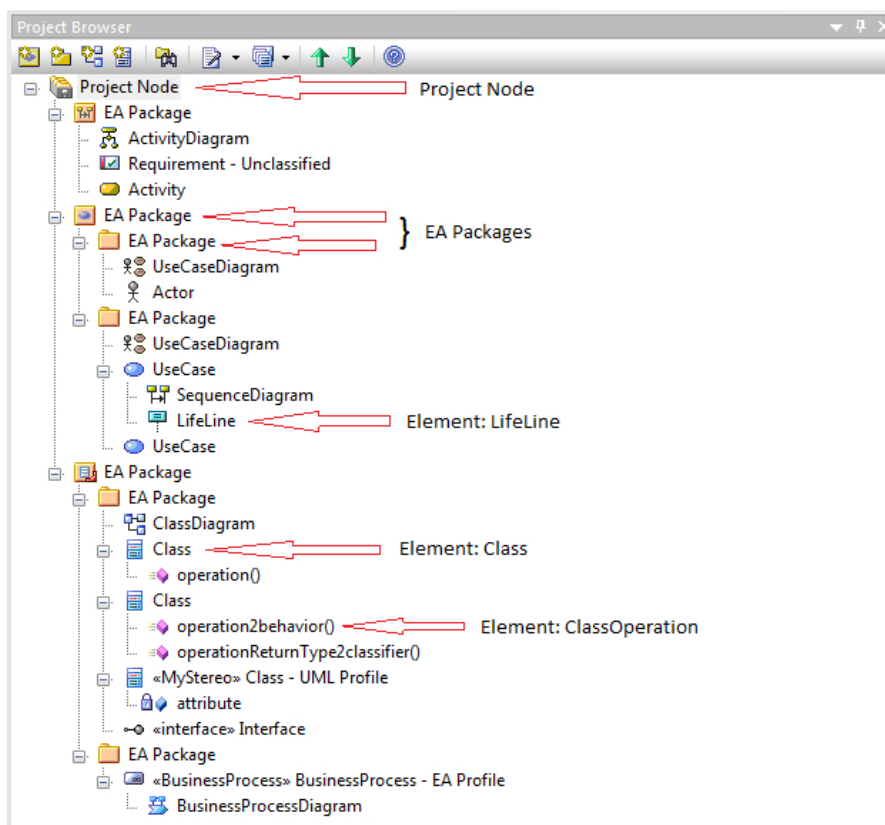 Project Browser
Project Node
Project Node
EA Package
ActivityDiagram
Requirement - Unclassified
Activity
EA Package
} EA Packages
EA Package
UseCaseDiagram
Actor
EA Package
UseCaseDiagram
UseCase
SequenceDiagram
LifeLine
Element: LifeLine
UseCase
EA Package
EA Package
ClassDiagram
Class
Element: Class
operation()
Class
operation2behavior()
Element: ClassOperation
operationReturnType2classifier()
«MyStereo» Class - UML Profile
attribute
«interface» Interface
EA Package
«BusinessProcess» BusinessProcess - EA Profile
BusinessProcessDiagram